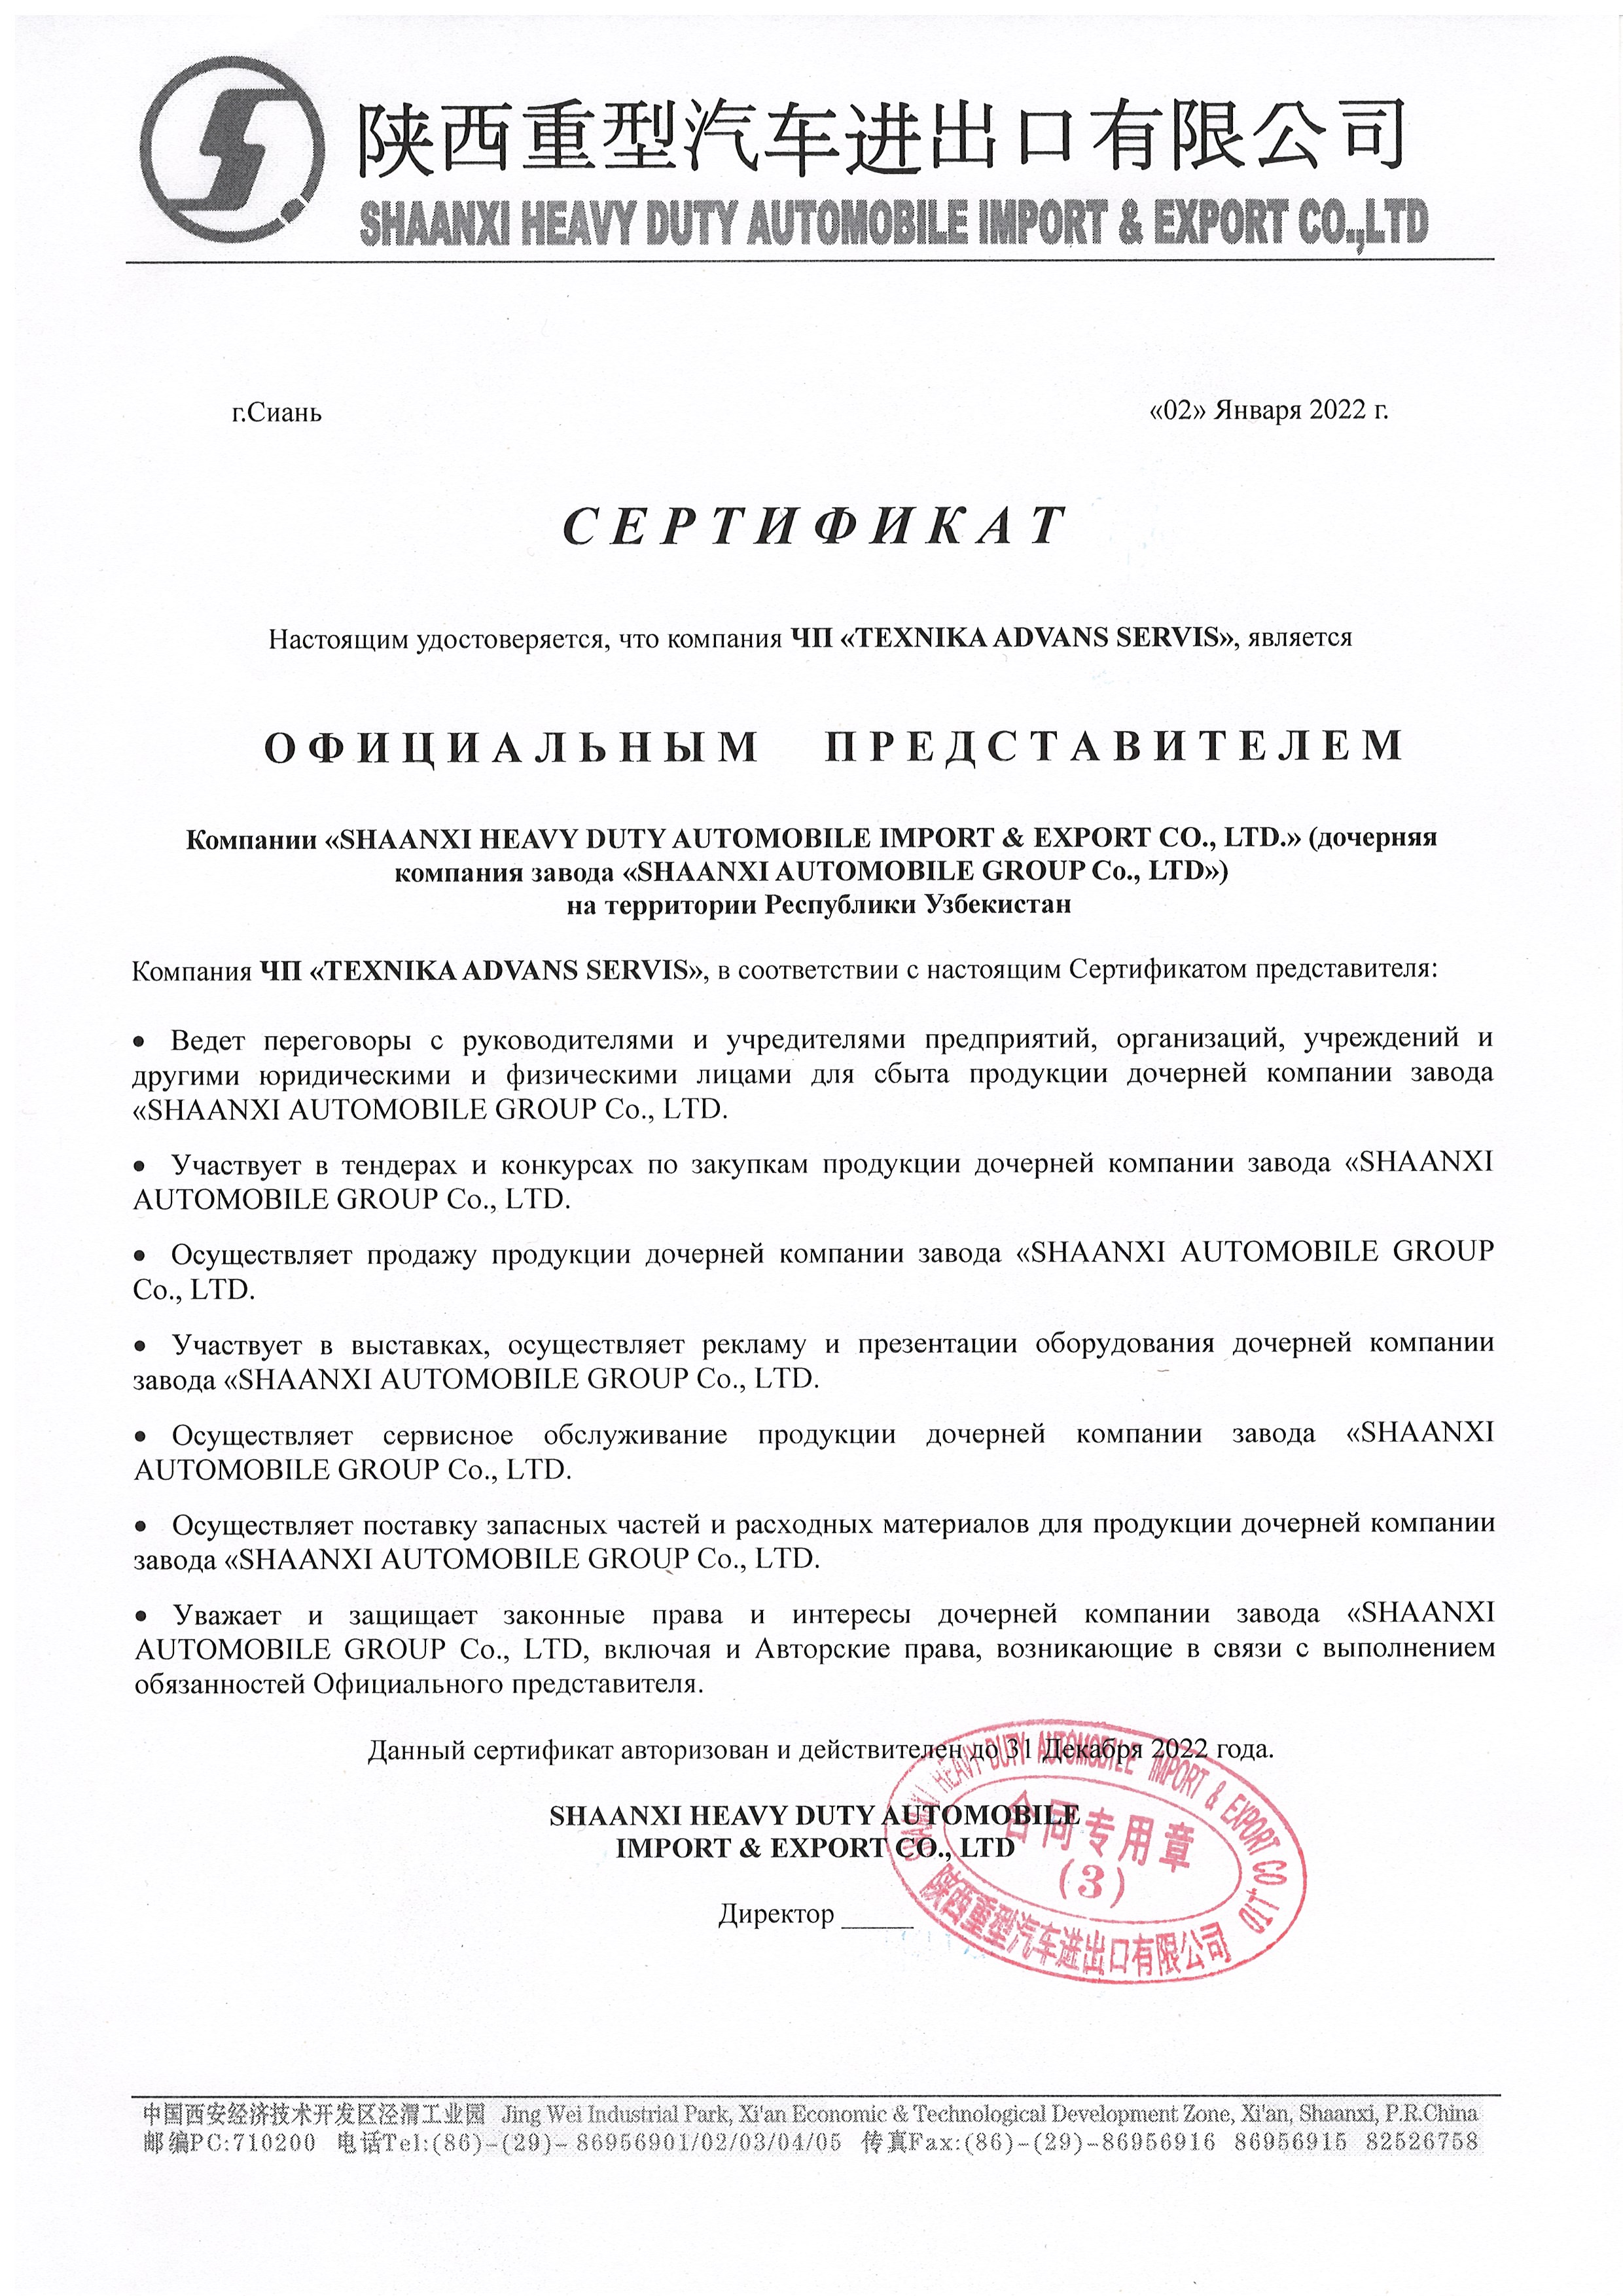 陕西重型汽车进出口有限公司
SHAANXI HEAVY DUTY AUTOMOBILE IMPORT & EXPORT CO.,LTD
г.Сиань «02» Января 2022 г.
СЕРТИФИКАТ
Настоящим удостоверяется, что компания ЧП «TEXNIKA ADVANS SERVIS», является
ОФИЦИАЛЬНЫМ ПРЕДСТАВИТЕЛЕМ
Компании «SHAANXI HEAVY DUTY AUTOMOBILE IMPORT & EXPORT CO., LTD.» (дочерняя
компания завода «SHAANXI AUTOMOBILE GROUP Co., LTD»)
на территории Республики Узбекистан
Компания ЧП «TEXNIKA ADVANS SERVIS», в соответствии с настоящим Сертификатом представителя:
• Ведет переговоры с руководителями и учредителями предприятий, организаций, учреждений и
другими юридическими и физическими лицами для сбыта продукции дочерней компании завода
«SHAANXI AUTOMOBILE GROUP Co., LTD.
• Участвует в тендерах и конкурсах по закупкам продукции дочерней компании завода «SHAANXI
AUTOMOBILE GROUP Co., LTD.
• Осуществляет продажу продукции дочерней компании завода «SHAANXI AUTOMOBILE GROUP
Co., LTD.
• Участвует в выставках, осуществляет рекламу и презентации оборудования дочерней компании
завода «SHAANXI AUTOMOBILE GROUP Co., LTD.
• Осуществляет сервисное обслуживание продукции дочерней компании завода «SHAANXI
AUTOMOBILE GROUP Co., LTD.
• Осуществляет поставку запасных частей и расходных материалов для продукции дочерней компании
завода «SHAANXI AUTOMOBILE GROUP Co., LTD.
• Уважает и защищает законные права и интересы дочерней компании завода «SHAANXI
AUTOMOBILE GROUP Co., LTD, включая и Авторские права, возникающие в связи с выполнением
обязанностей Официального представителя.
Данный сертификат авторизован и действителен до 31 Декабря 2022 года.
SHAANXI HEAVY DUTY AUTOMOBILE
IMPORT & EXPORT CO., LTD
Директор _____
SHAANXI HEAVY DUTY AUTOMOBILE IMPORT & EXPORT CO.,LTD
合同专用章
(3)
陕西重型汽车进出口有限公司
中国西安经济技术开发区泾渭工业园 Jing Wei Industrial Park, Xi'an Economic & Technological Development Zone, Xi'an, Shaanxi, P.R.China
邮编PC:710200 电话Tel:(86)-(29)- 86956901/02/03/04/05 传真Fax:(86)-(29)-86956916 86956915 82526758